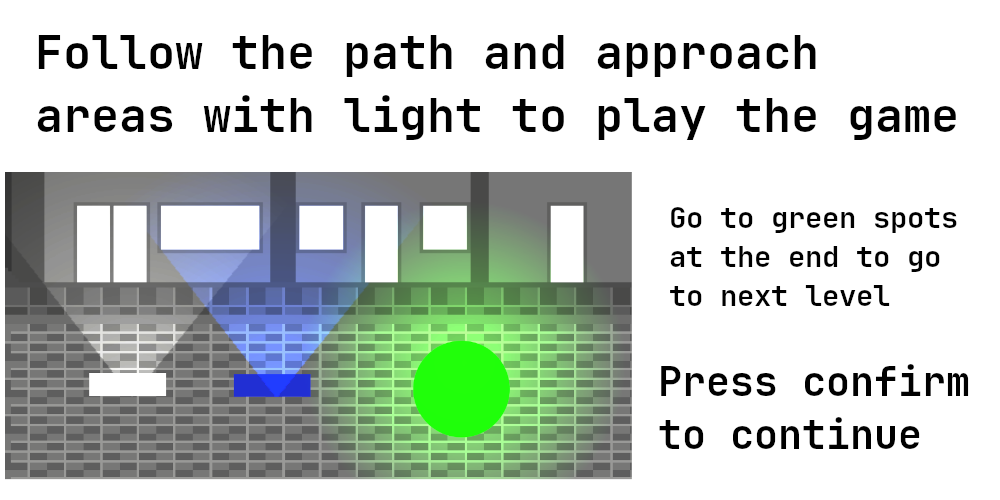 Follow the path and approach
areas with light to play the game
Go to green spots
at the end to go
to next level
Press confirm
to continue